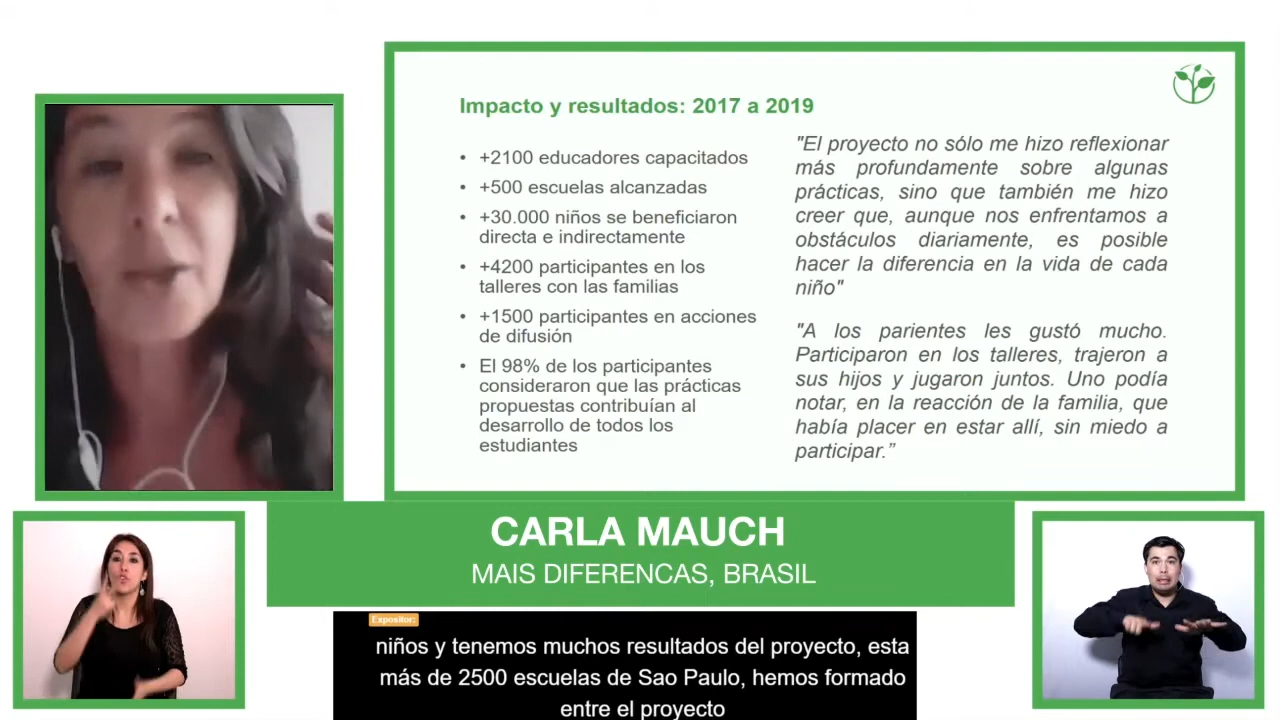 Impacto y resultados: 2017 a 2019
• +2100 educadores capacitados
• +500 escuelas alcanzadas
• +30.000 niños se beneficiaron
directa e indirectamente
• +4200 participantes en los
talleres con las familias
• +1500 participantes en acciones
de difusión
• El 98% de los participantes
consideraron que las prácticas
propuestas contribuían al
desarrollo de todos los
estudiantes
"El proyecto no sólo me hizo reflexionar
más profundamente sobre algunas
prácticas, sino que también me hizo
creer que, aunque nos enfrentamos a
obstáculos diariamente, es posible
hacer la diferencia en la vida de cada
niño"
"A los parientes les gustó mucho.
Participaron en los talleres, trajeron a
sus hijos y jugaron juntos. Uno podía
notar, en la reacción de la familia, que
había placer en estar allí, sin miedo a
participar.”
CARLA MAUCH
MAIS DIFERENCAS, BRASIL
Expositor:
niños y tenemos muchos resultados del proyecto, esta
más de 2500 escuelas de Sao Paulo, hemos formado
entre el proyecto